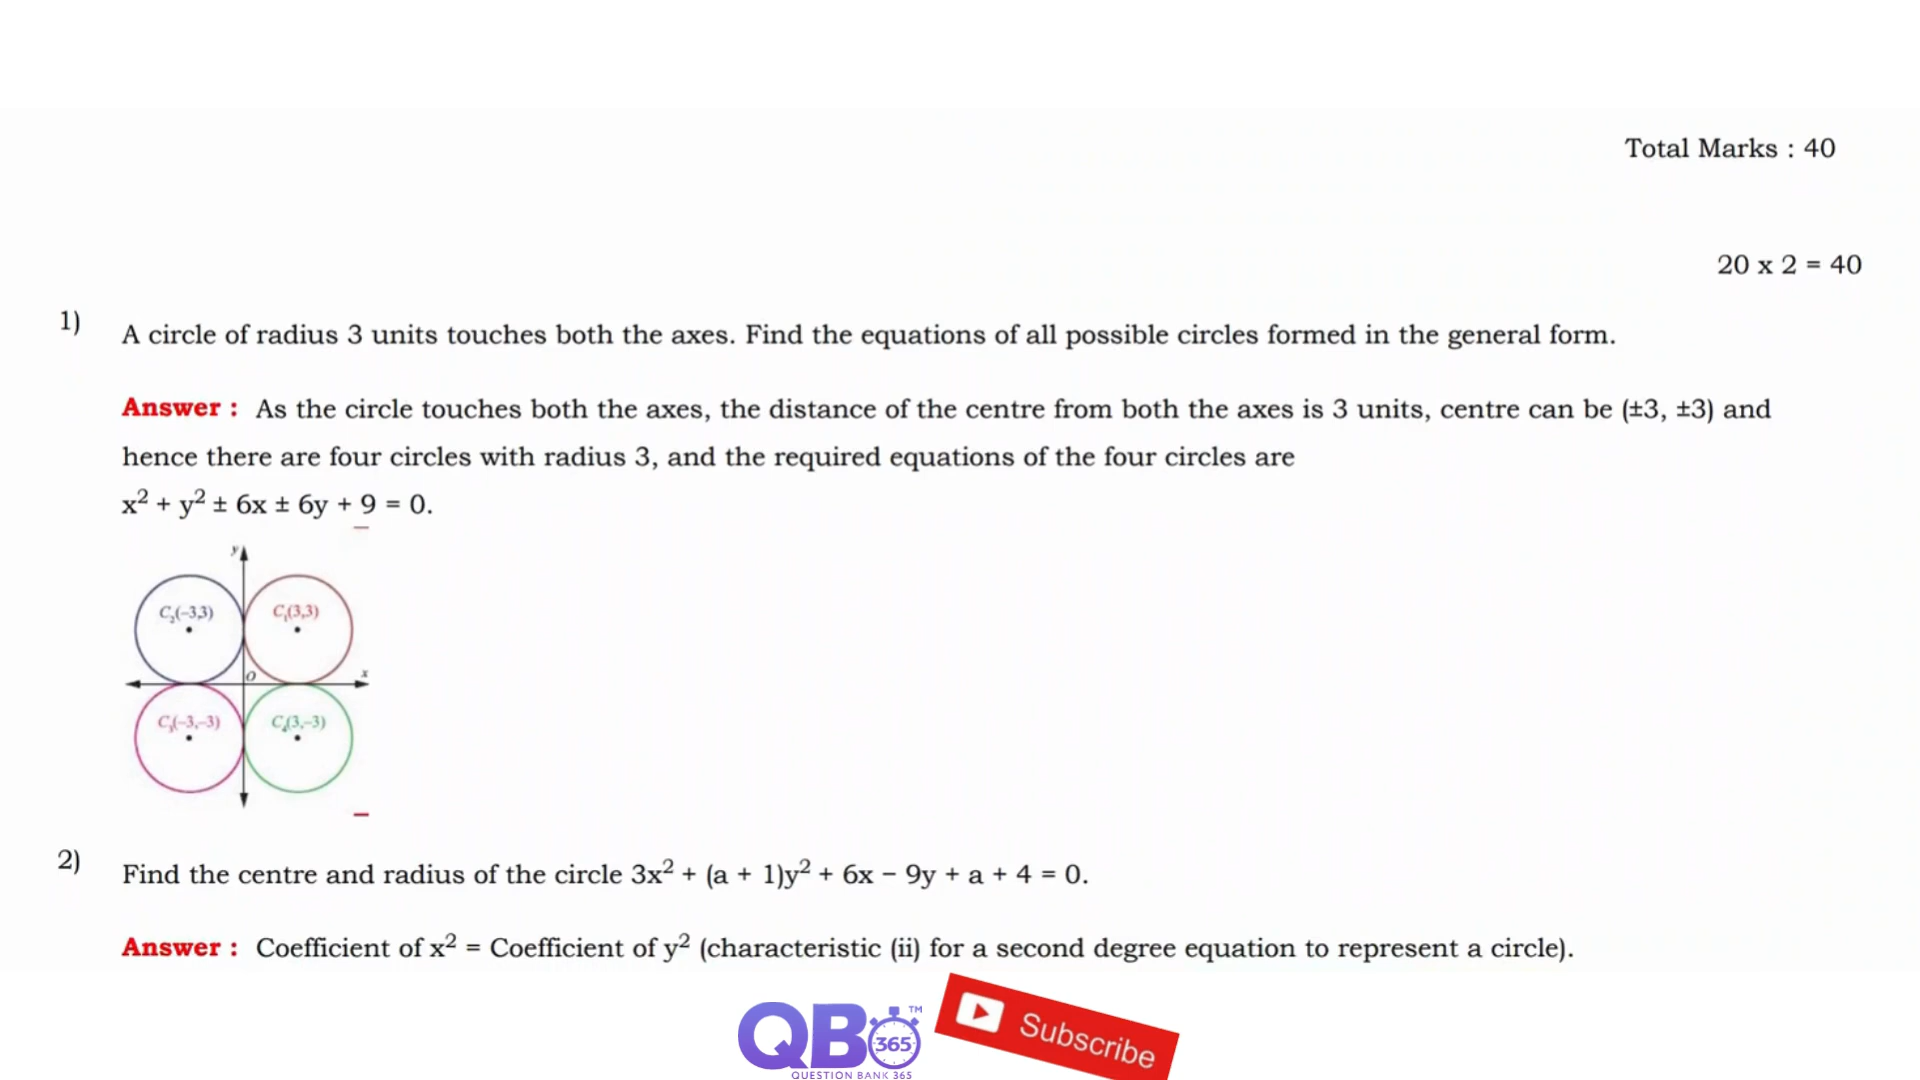 Total Marks : 40
20 x 2 = 40
1) A circle of radius 3 units touches both the axes. Find the equations of all possible circles formed in the general form.
Answer : As the circle touches both the axes, the distance of the centre from both the axes is 3 units, centre can be (±3, ±3) and
hence there are four circles with radius 3, and the required equations of the four circles are
x² + y² ± 6x ± 6y + 9 = 0.
y
C₂(−3,3) C₁(3,3)
O x
C₃(−3,−3) C₄(3,−3)
2) Find the centre and radius of the circle 3x² + (a + 1)y² + 6x − 9y + a + 4 = 0.
Answer : Coefficient of x² = Coefficient of y² (characteristic (ii) for a second degree equation to represent a circle).
QB 365 ™
QUESTION BANK 365
Subscribe